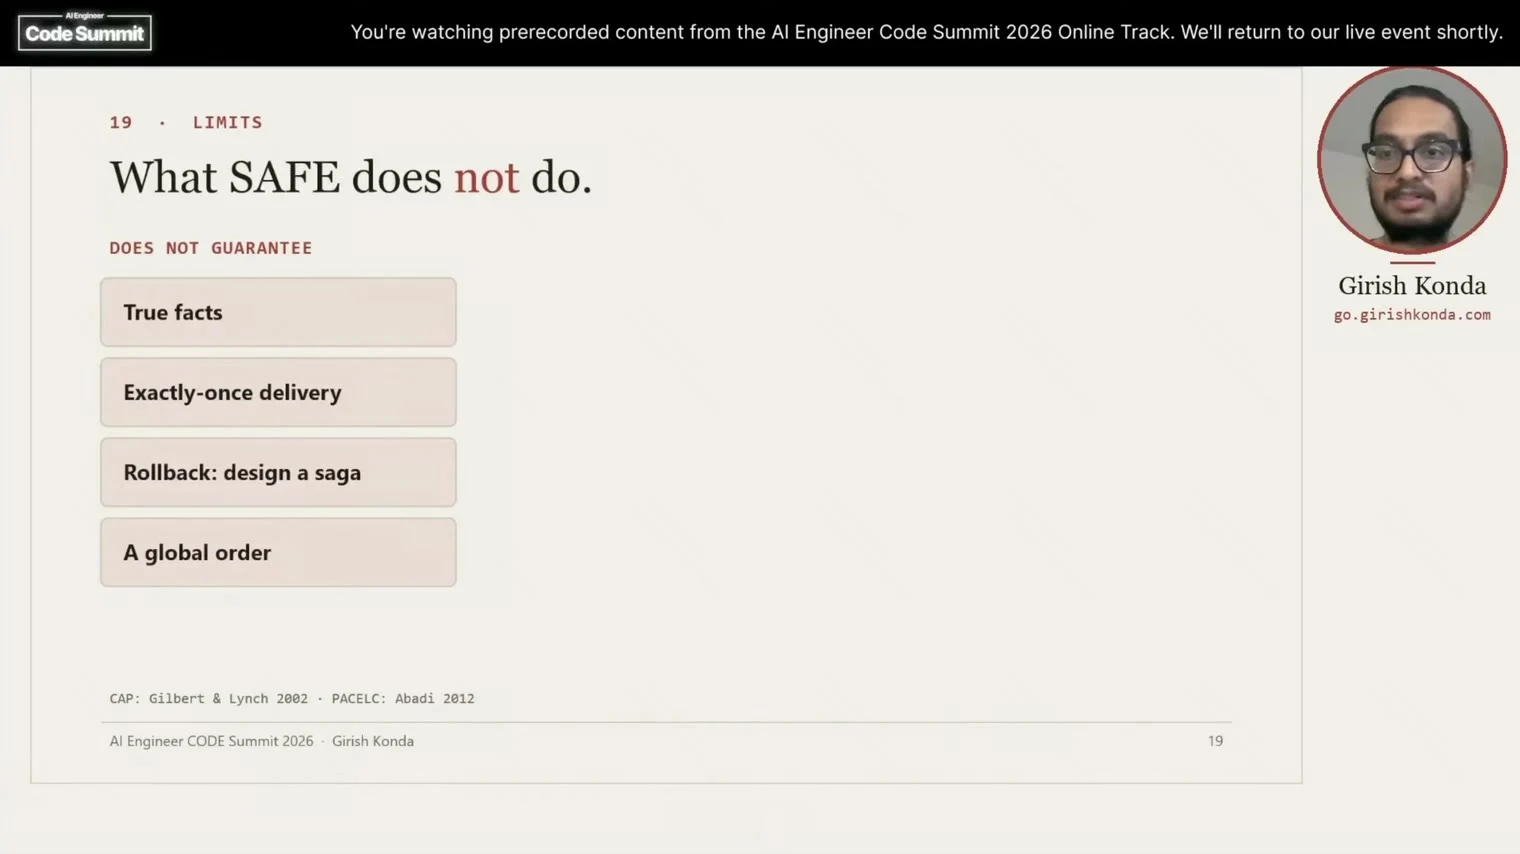 AI Engineer
Code Summit
You're watching prerecorded content from the AI Engineer Code Summit 2026 Online Track. We'll return to our live event shortly.
19 · LIMITS
What SAFE does not do.
DOES NOT GUARANTEE
True facts
Exactly-once delivery
Rollback: design a saga
A global order
CAP: Gilbert & Lynch 2002 · PACELC: Abadi 2012
AI Engineer CODE Summit 2026 · Girish Konda
19
Girish Konda
go.girishkonda.com